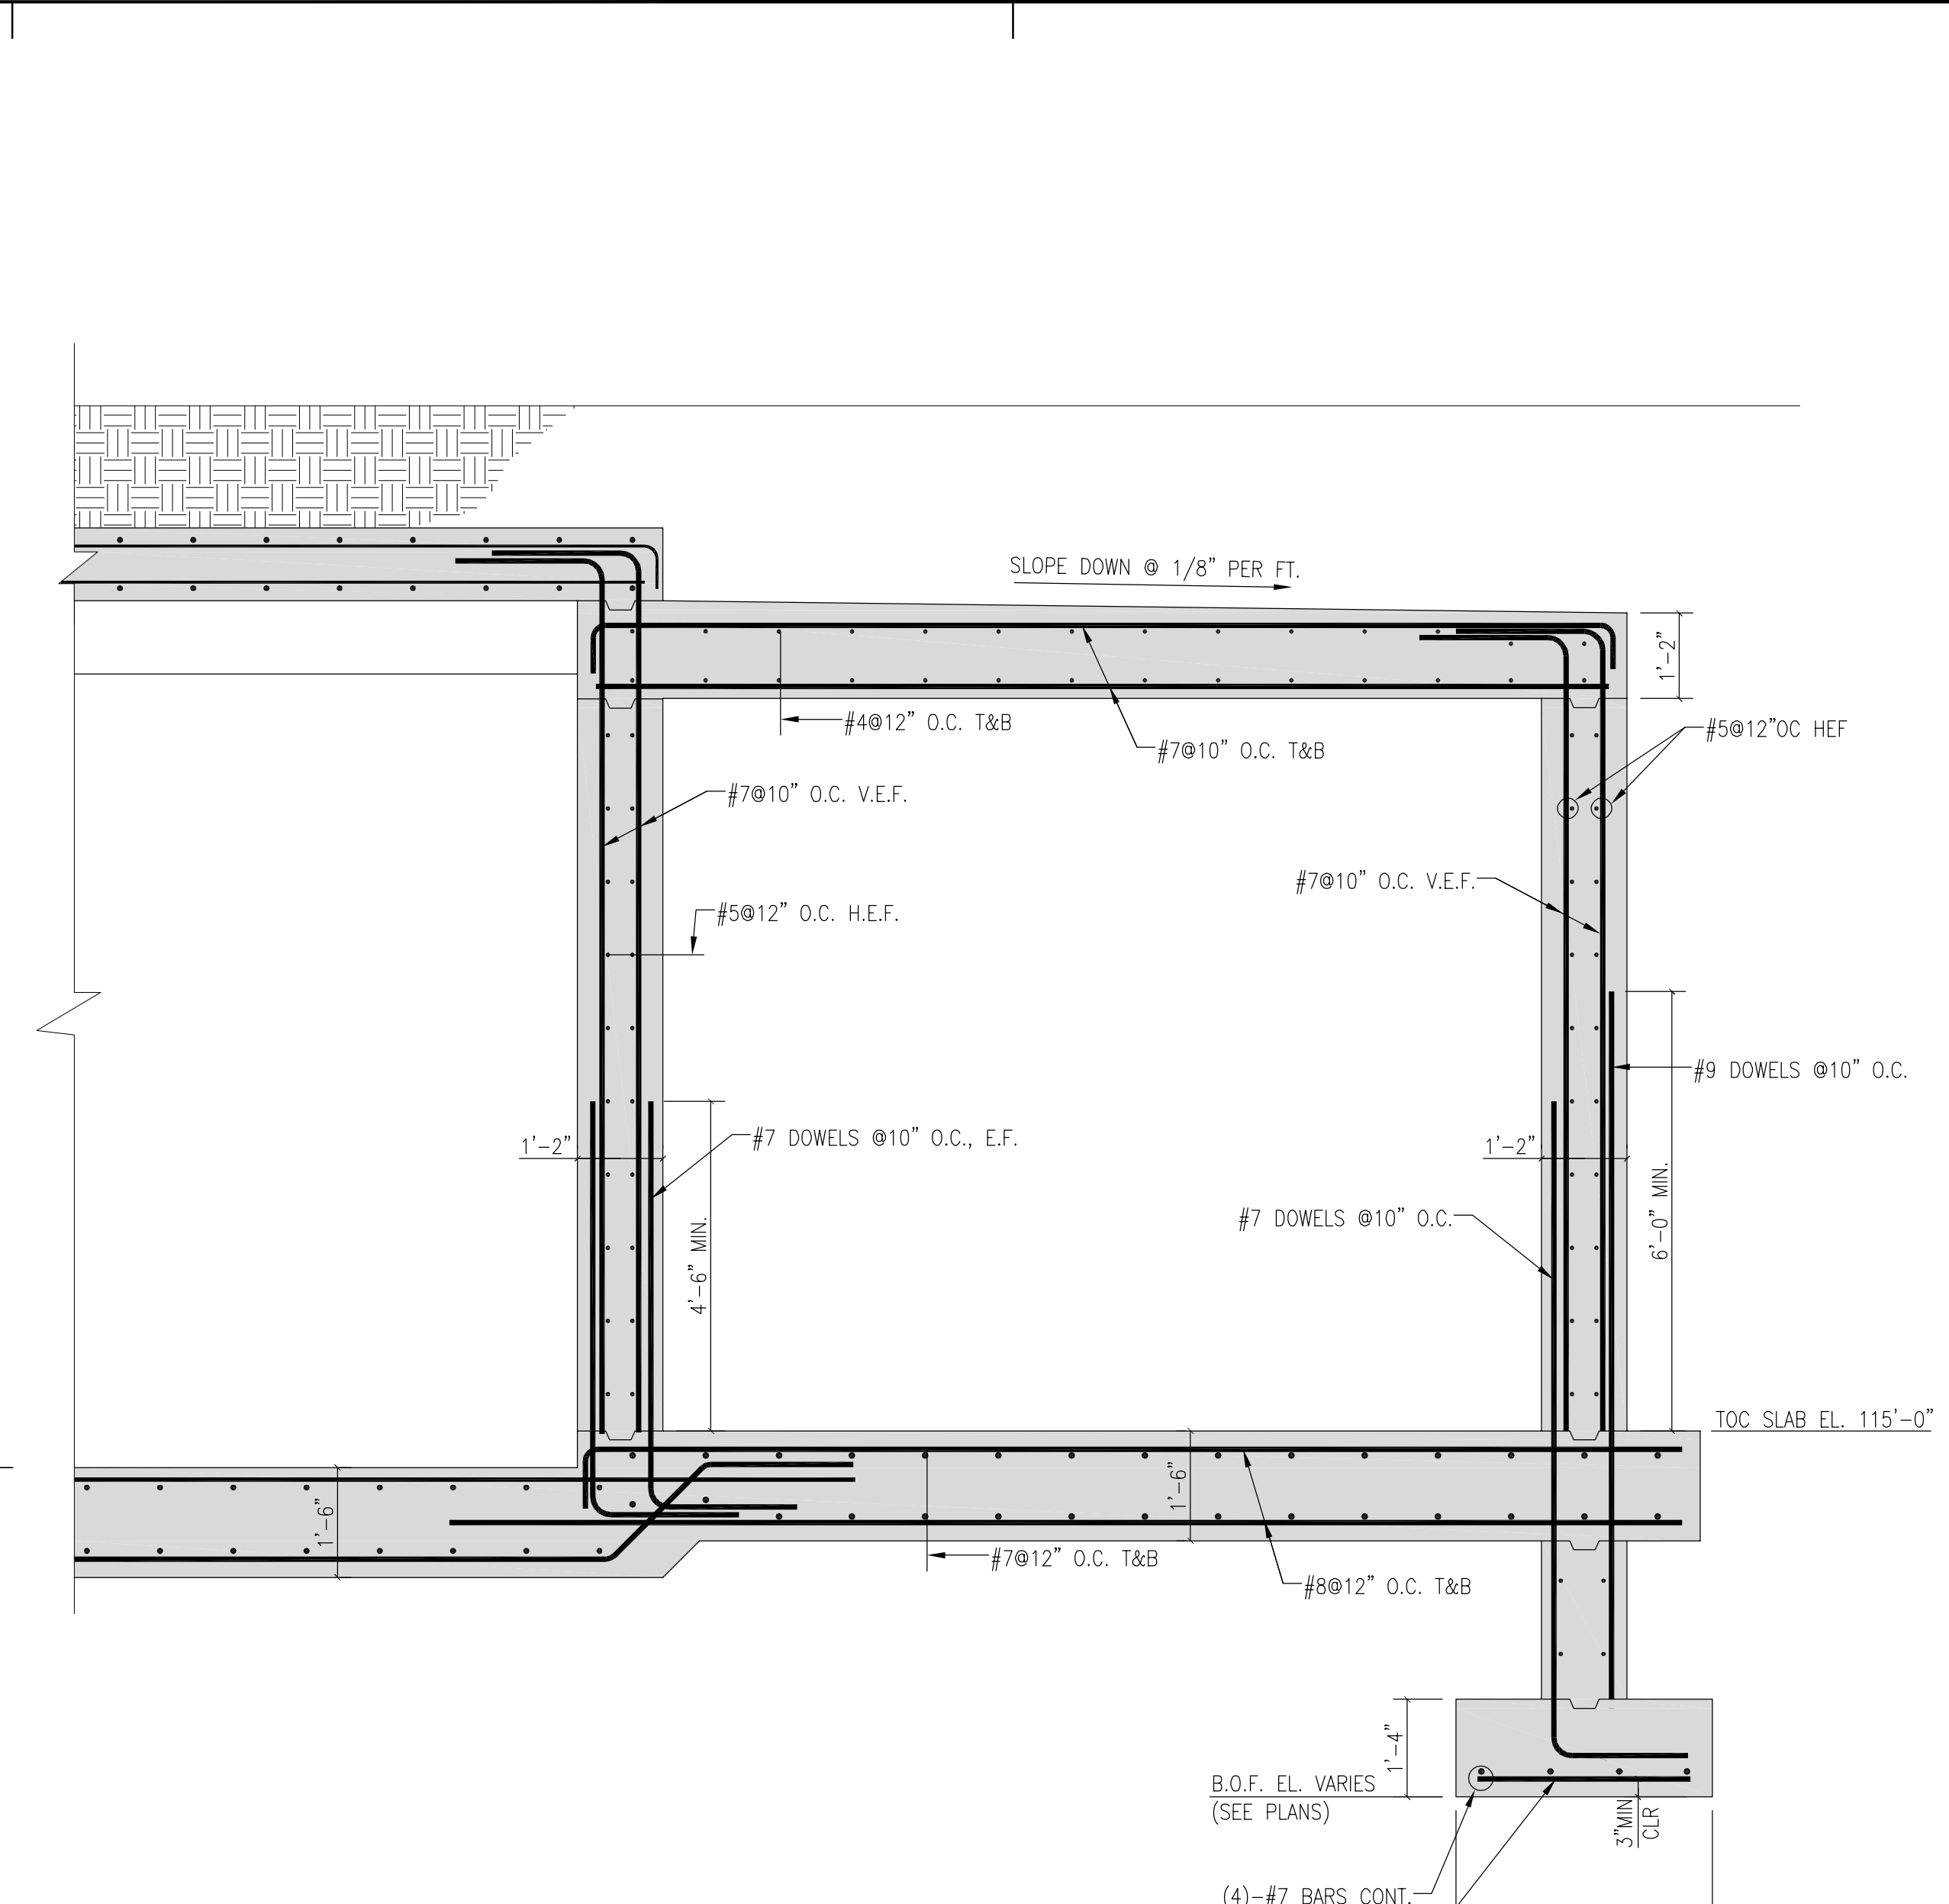 SLOPE DOWN @ 1/8" PER FT.
1'-2"
#4@12" O.C. T&B
#7@10" O.C. T&B
#5@12"OC HEF
#7@10" O.C. V.E.F.
#7@10" O.C. V.E.F.
#5@12" O.C. H.E.F.
#9 DOWELS @10" O.C.
1'-2"
#7 DOWELS @10" O.C., E.F.
1'-2"
6'-0" MIN.
#7 DOWELS @10" O.C.
4'-6" MIN.
TOC SLAB EL. 115'-0"
1'-6"
1'-6"
#7@12" O.C. T&B
#8@12" O.C. T&B
1'-4"
B.O.F. EL. VARIES
(SEE PLANS)
3"MIN
CLR
(4)-#7 BARS CONT.